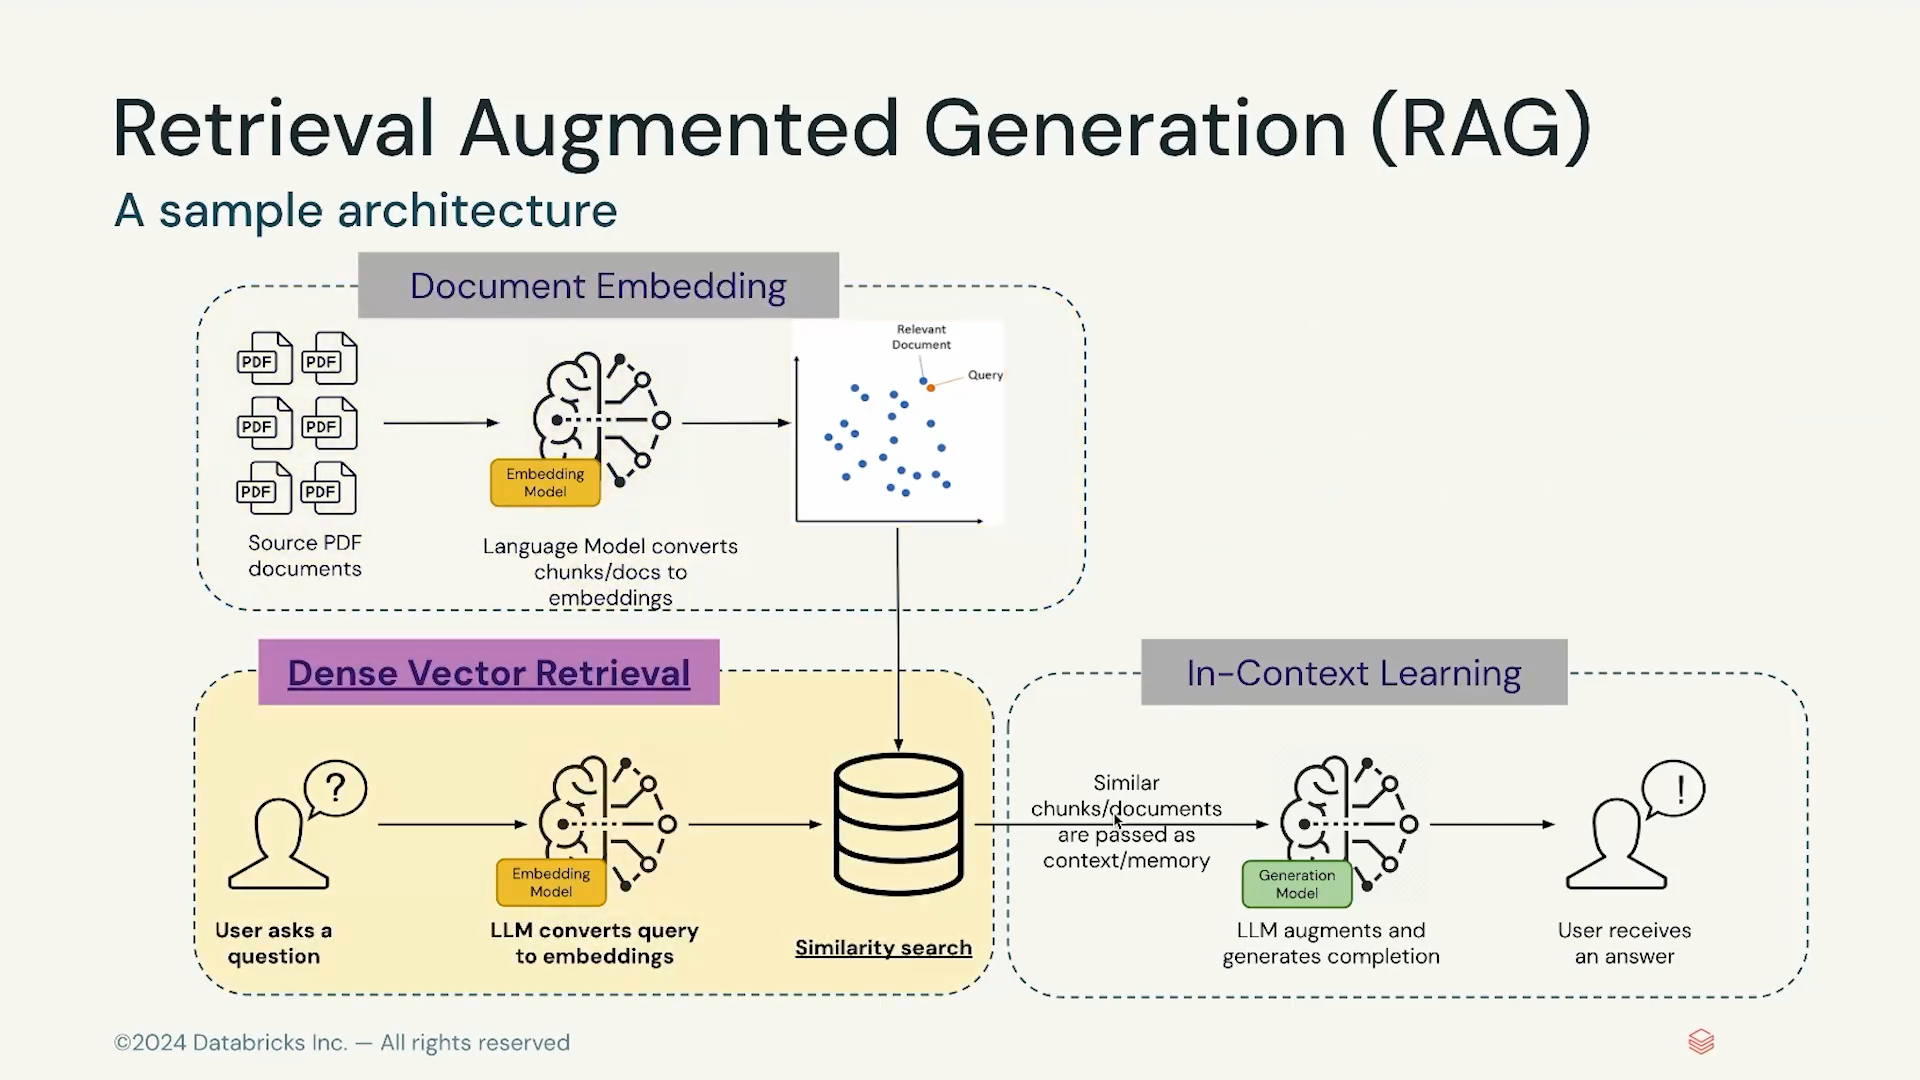 Retrieval Augmented Generation (RAG)
A sample architecture
Document Embedding
PDF PDF
PDF PDF
PDF PDF
Source PDF
documents
Embedding
Model
Language Model converts
chunks/docs to
embeddings
Relevant
Document
Query
Dense Vector Retrieval
?
User asks a
question
Embedding
Model
LLM converts query
to embeddings
Similarity search
In-Context Learning
Similar
chunks/documents
are passed as
context/memory
Generation
Model
LLM augments and
generates completion
!
User receives
an answer
©2024 Databricks Inc. — All rights reserved